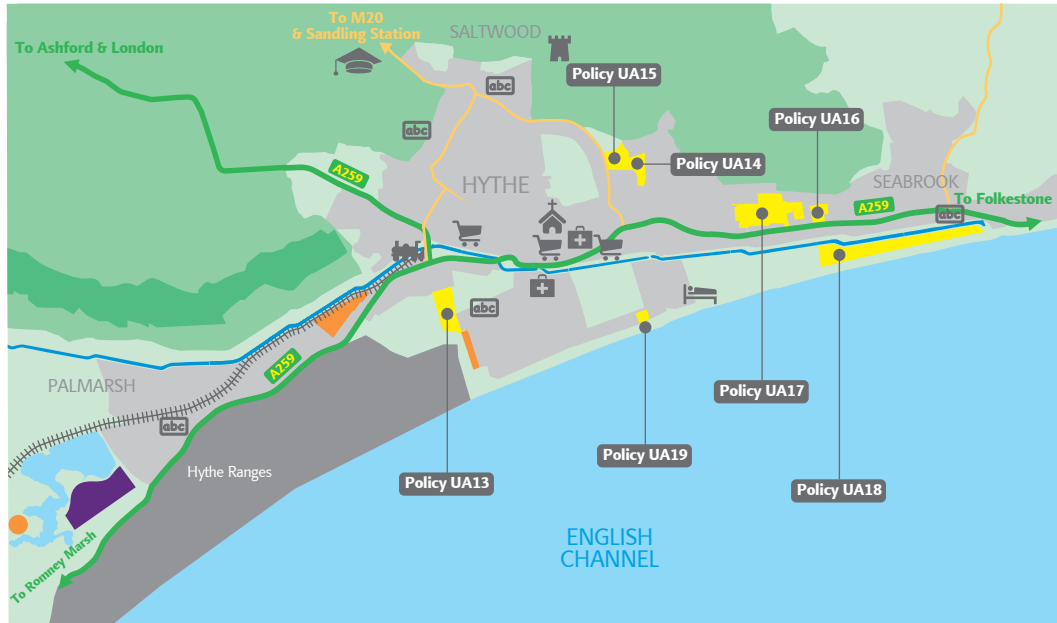 To M20
& Sandling Station
SALTWOOD
To Ashford & London
Policy UA15
abc
Policy UA16
abc
Policy UA14
A259
HYTHE
SEABROOK
To Folkestone
A259
abc
abc
A259
PALMARSH
Policy UA17
abc
Policy UA19
Hythe Ranges
Policy UA13
Policy UA18
To Romney Marsh
ENGLISH
CHANNEL